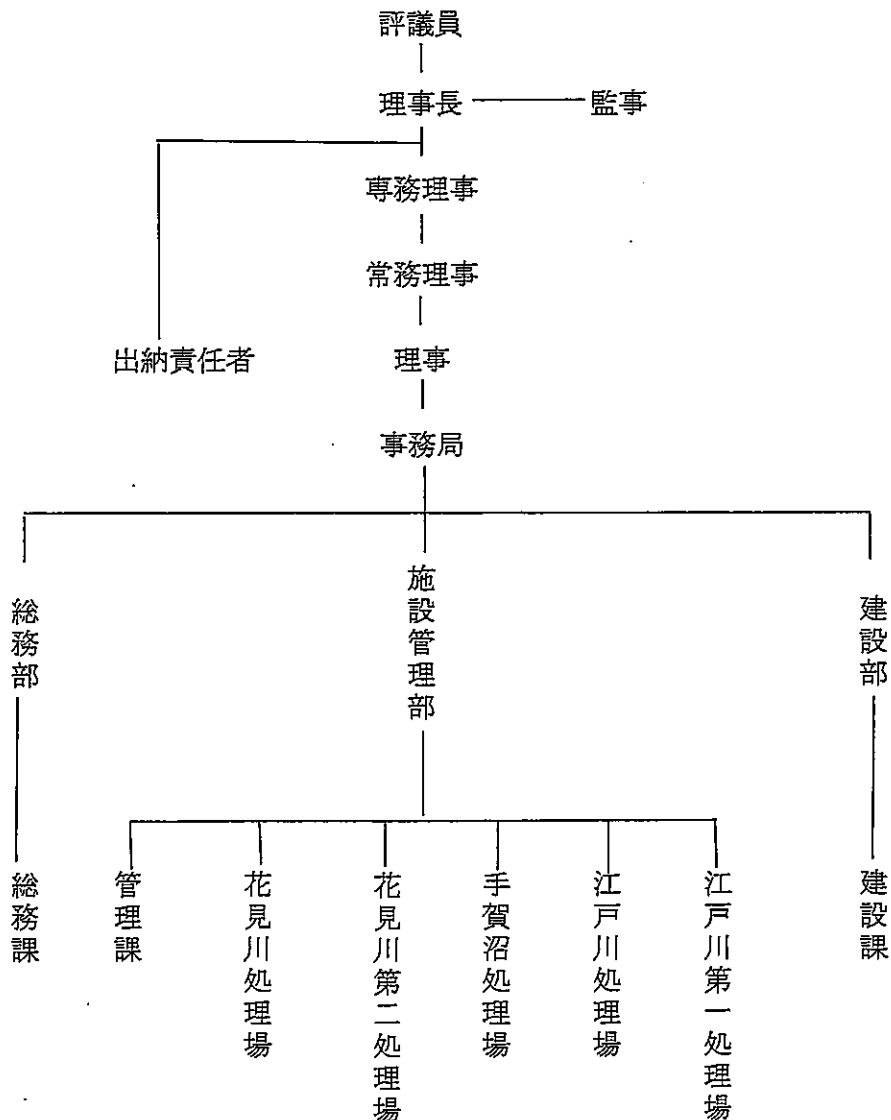 評議員
理事長
監事
専務理事
常務理事
出納責任者
理事
事務局
総務部
施設管理部
建設部
総務課
管理課
花見川処理場
花見川第二処理場
手賀沼処理場
江戸川処理場
江戸川第一処理場
建設課